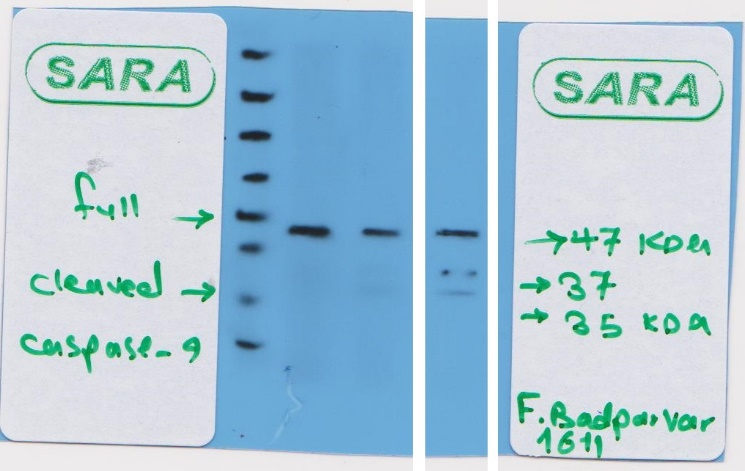 SARA
full →
cleaved →
caspase-9
SARA
→ 47 KDa
→ 37
→ 35 KDa
F. Badparvar
1611